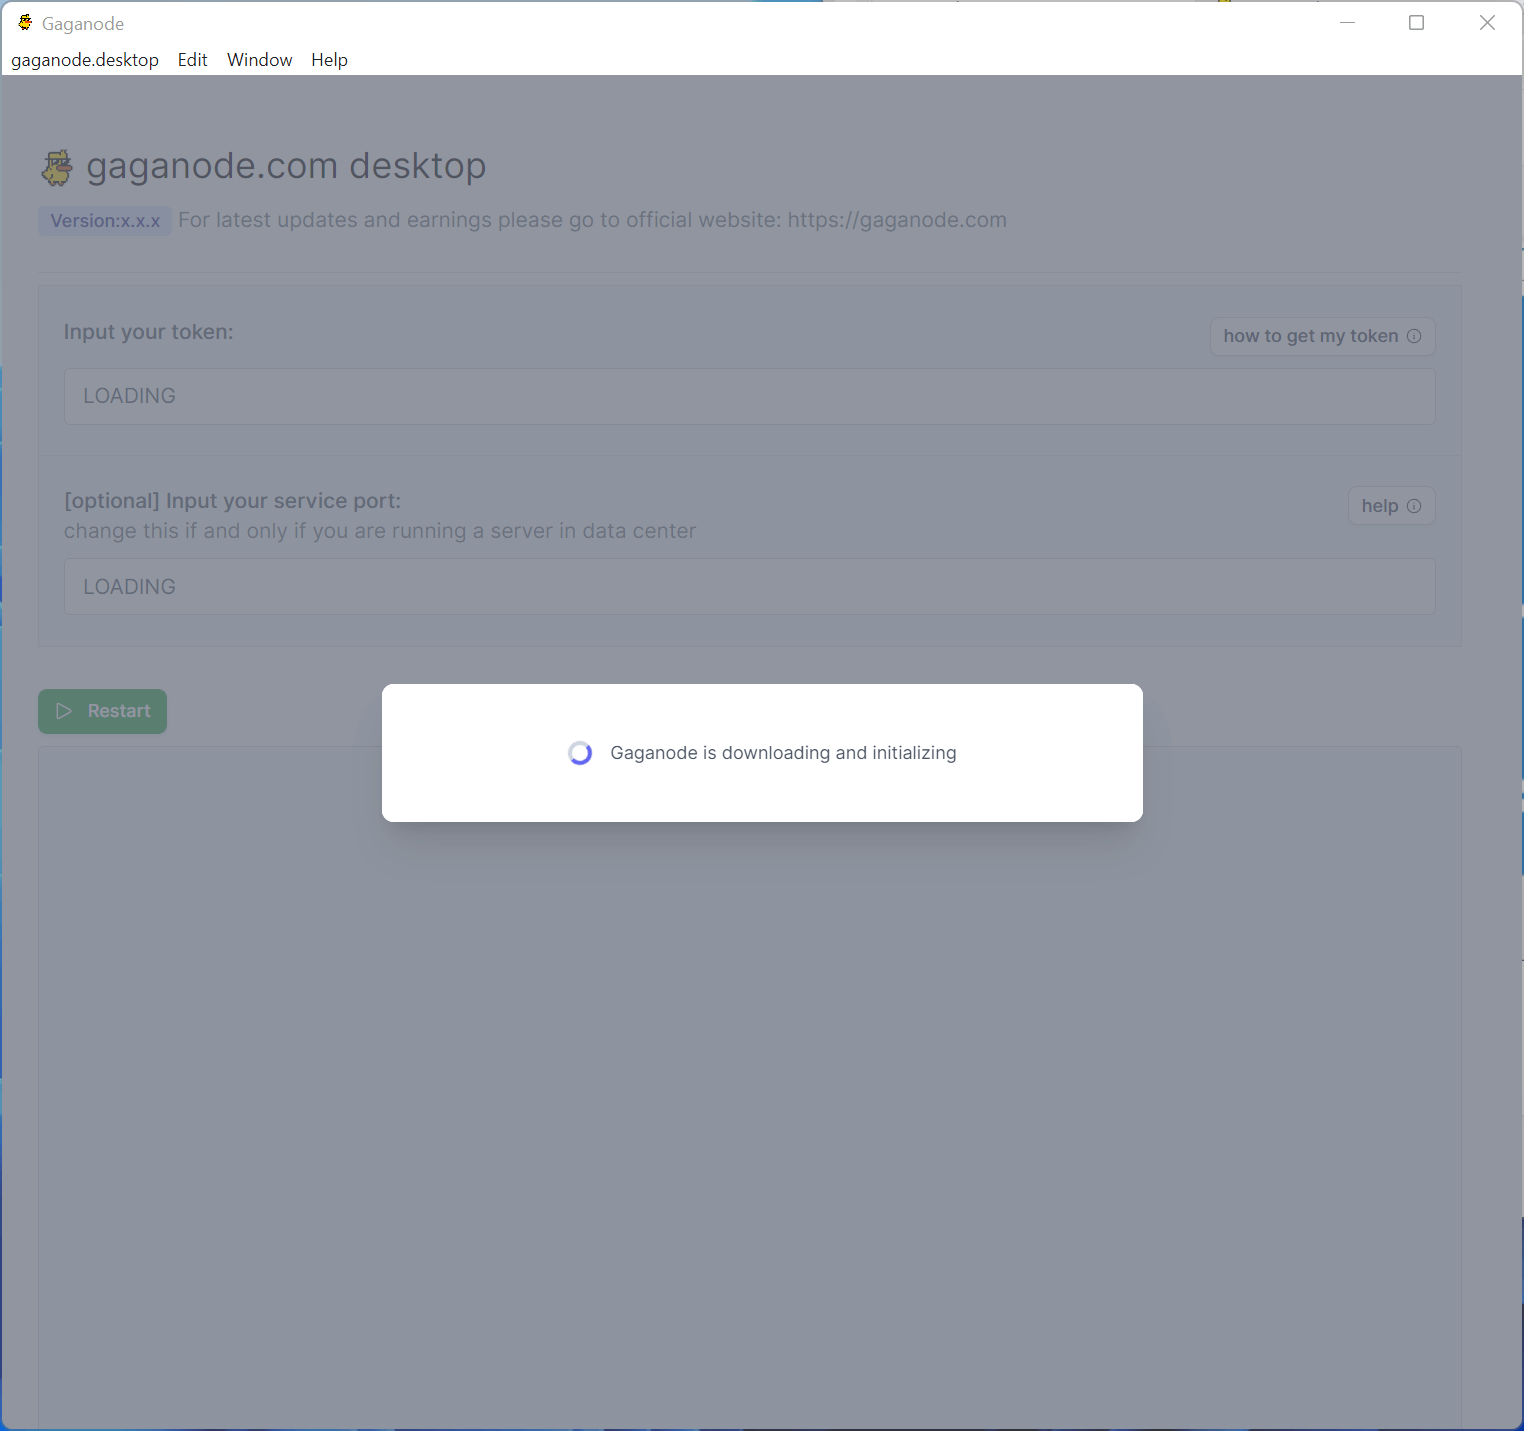 Gaganode
gaganode.desktop Edit Window Help
gaganode.com desktop
Version:x.x.x For latest updates and earnings please go to official website: https://gaganode.com
Input your token:
how to get my token
LOADING
[optional] Input your service port:
help
change this if and only if you are running a server in data center
LOADING
Restart
Gaganode is downloading and initializing